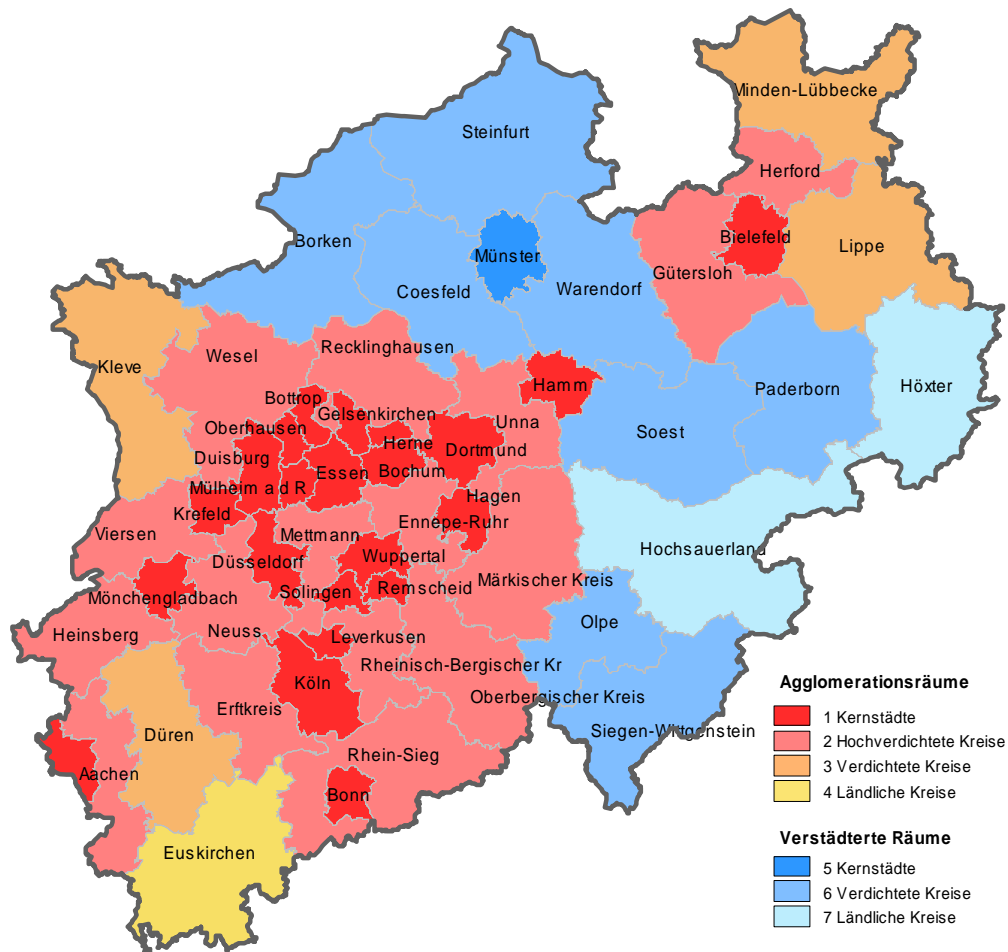 Minden-Lübbecke
Steinfurt
Herford
Borken
Münster
Bielefeld
Lippe
Coesfeld
Warendorf
Gütersloh
Kleve
Wesel
Recklinghausen
Hamm
Paderborn
Höxter
Bottrop
Gelsenkirchen
Unna
Oberhausen
Herne
Dortmund
Soest
Duisburg
Essen
Bochum
Mülheim a d R
Hagen
Krefeld
Ennepe-Ruhr
Viersen
Mettmann
Hochsauerland
Düsseldorf
Wuppertal
Märkischer Kreis
Mönchengladbach
Solingen
Remscheid
Olpe
Heinsberg
Neuss
Leverkusen
Köln
Rheinisch-Bergischer Kr
Erftkreis
Oberbergischer Kreis
Düren
Siegen-Wittgenstein
Rhein-Sieg
Aachen
Bonn
Euskirchen
Agglomerationsräume
1 Kernstädte
2 Hochverdichtete Kreise
3 Verdichtete Kreise
4 Ländliche Kreise
Verstädterte Räume
5 Kernstädte
6 Verdichtete Kreise
7 Ländliche Kreise